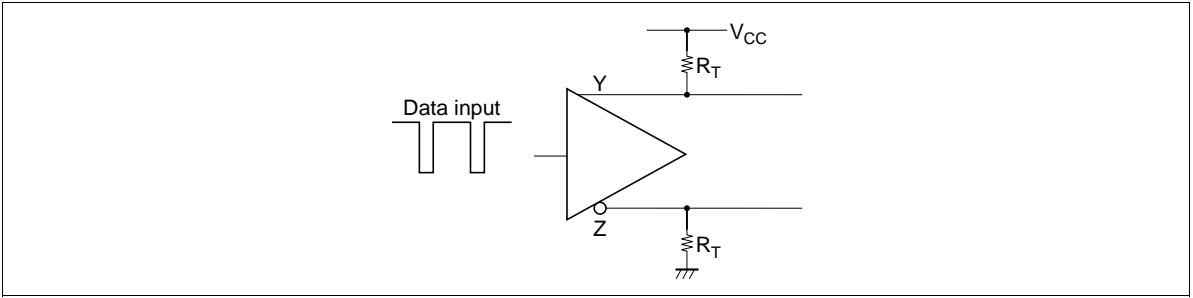 V_CC
R_T
Y
Data input
Z
R_T